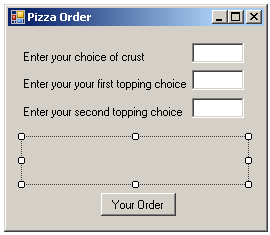 Pizza Order
Enter your choice of crust
Enter your your first topping choice
Enter your second topping choice
Your Order